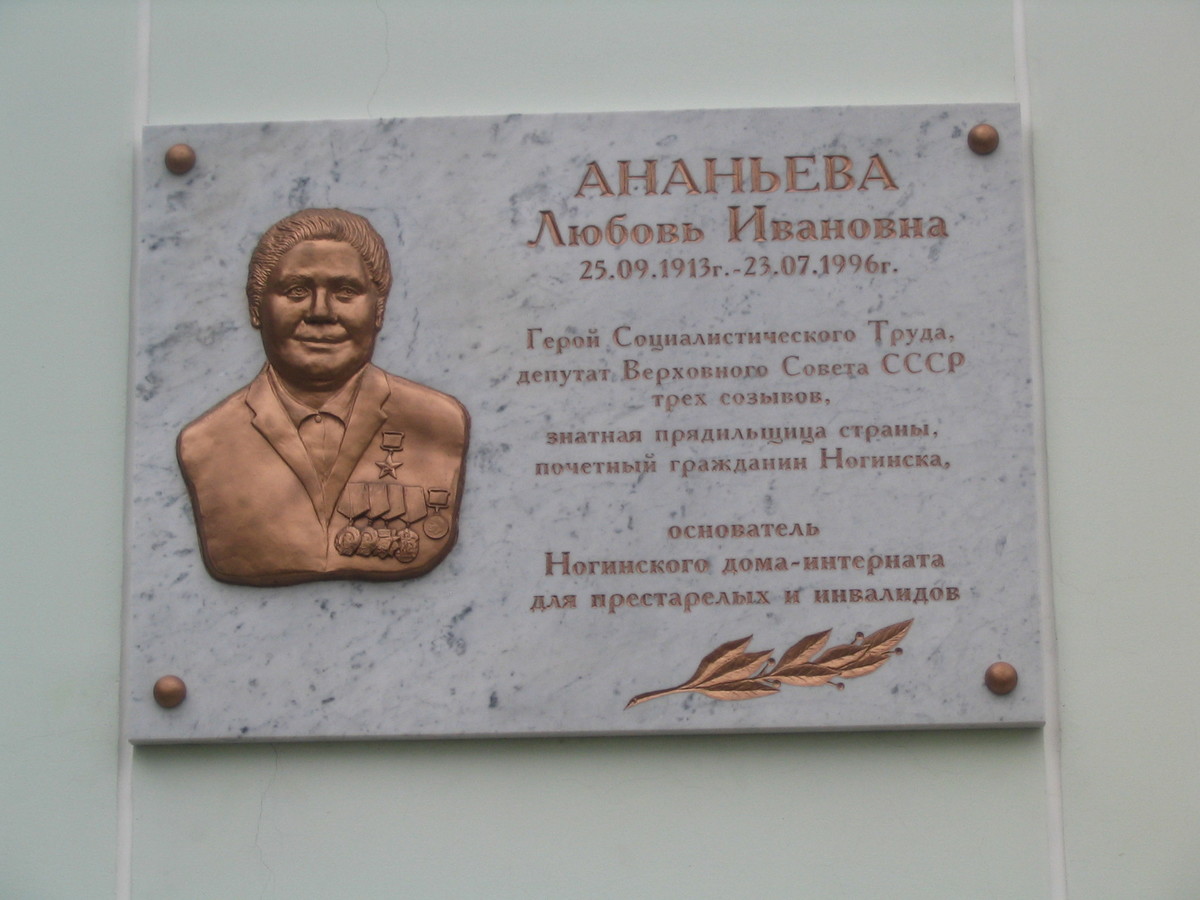 АНАНЬЕВА
Любовь Ивановна
25.09.1913г.-23.07.1996г.
Герой Социалистического Труда,
депутат Верховного Совета СССР
трех созывов,
знатная прядильщица страны,
почетный гражданин Ногинска,
основатель
Ногинского дома-интерната
для престарелых и инвалидов